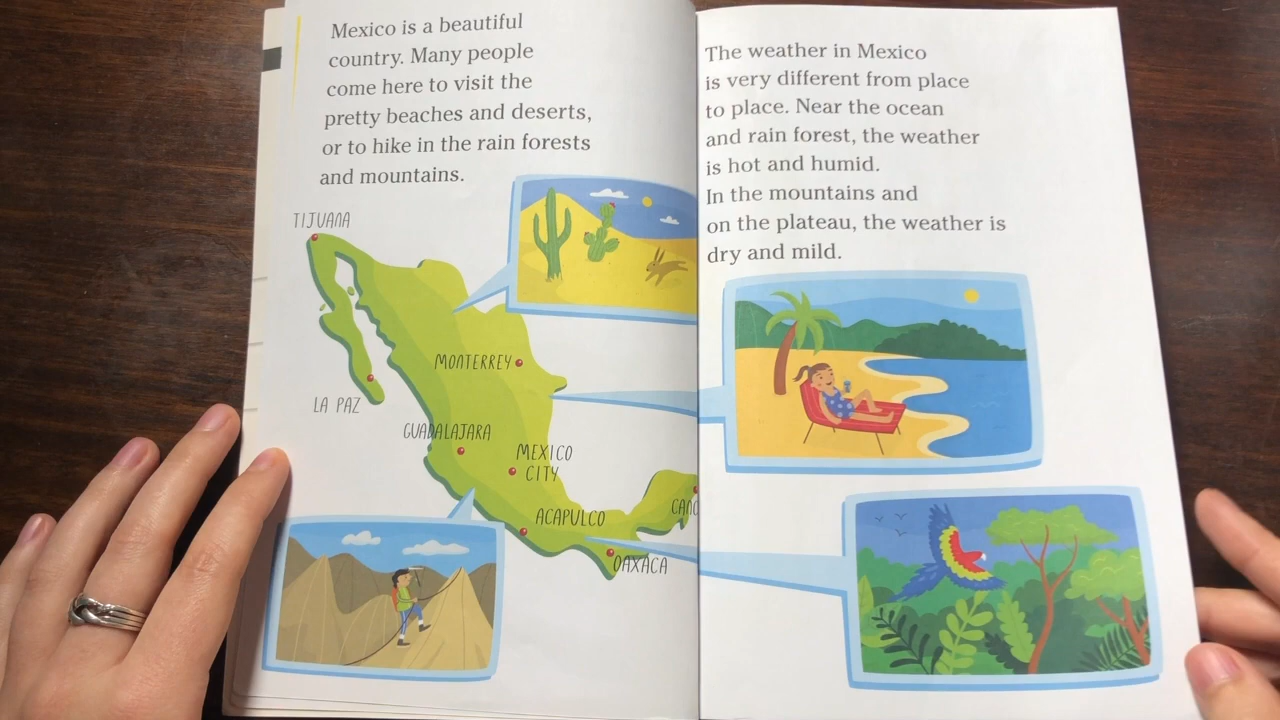 Mexico is a beautiful
country. Many people
come here to visit the
pretty beaches and deserts,
or to hike in the rain forests
and mountains.
TIJUANA
MONTERREY
LA PAZ
GUADALAJARA
MEXICO
CITY
ACAPULCO
OAXACA
The weather in Mexico
is very different from place
to place. Near the ocean
and rain forest, the weather
is hot and humid.
In the mountains and
on the plateau, the weather is
dry and mild.